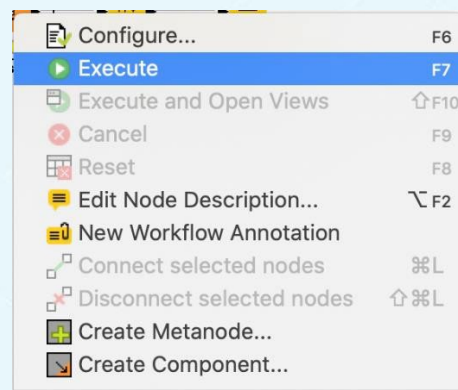 Configure... F6
Execute F7
Execute and Open Views ⇧F10
Cancel F9
Reset F8
Edit Node Description... ⌥F2
New Workflow Annotation
Connect selected nodes ⌘L
Disconnect selected nodes ⇧⌘L
Create Metanode...
Create Component...